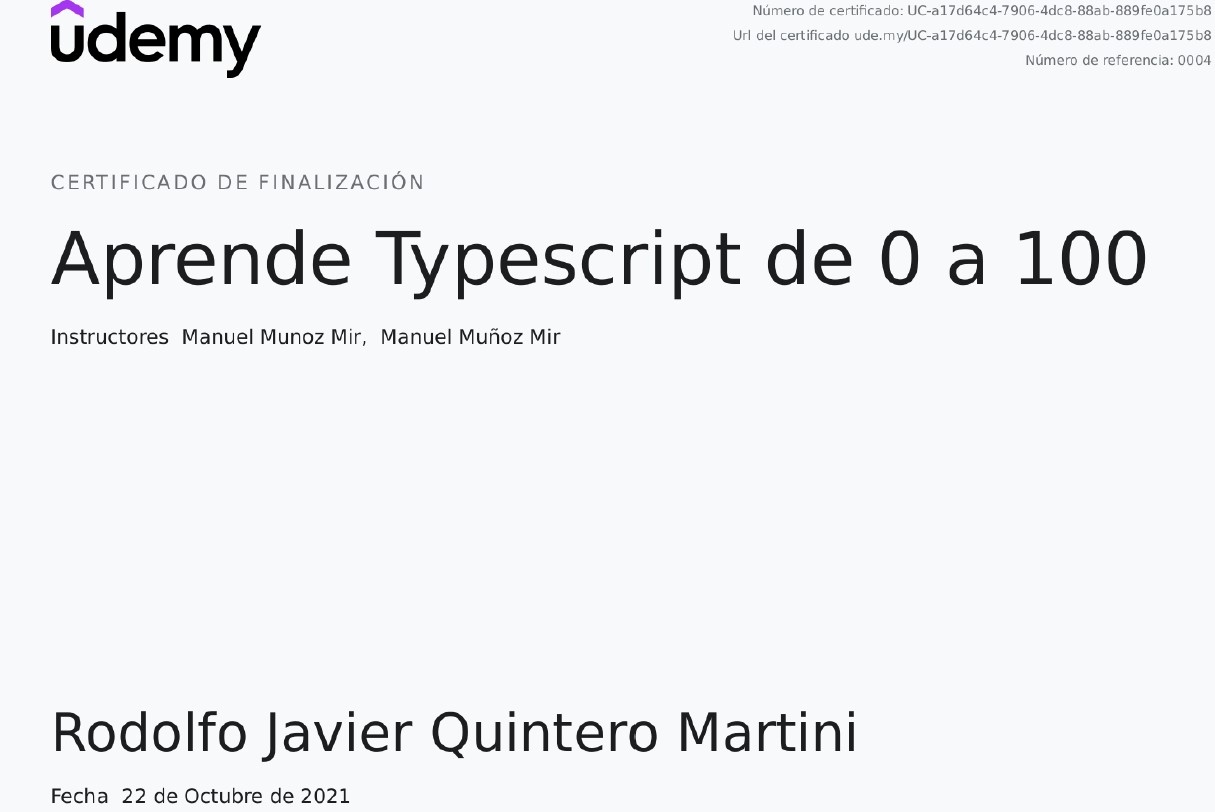 udemy
Número de certificado: UC-a17d64c4-7906-4dc8-88ab-889fe0a175b8
Url del certificado ude.my/UC-a17d64c4-7906-4dc8-88ab-889fe0a175b8
Número de referencia: 0004
CERTIFICADO DE FINALIZACIÓN
Aprende Typescript de 0 a 100
Instructores Manuel Munoz Mir, Manuel Muñoz Mir
Rodolfo Javier Quintero Martini
Fecha 22 de Octubre de 2021